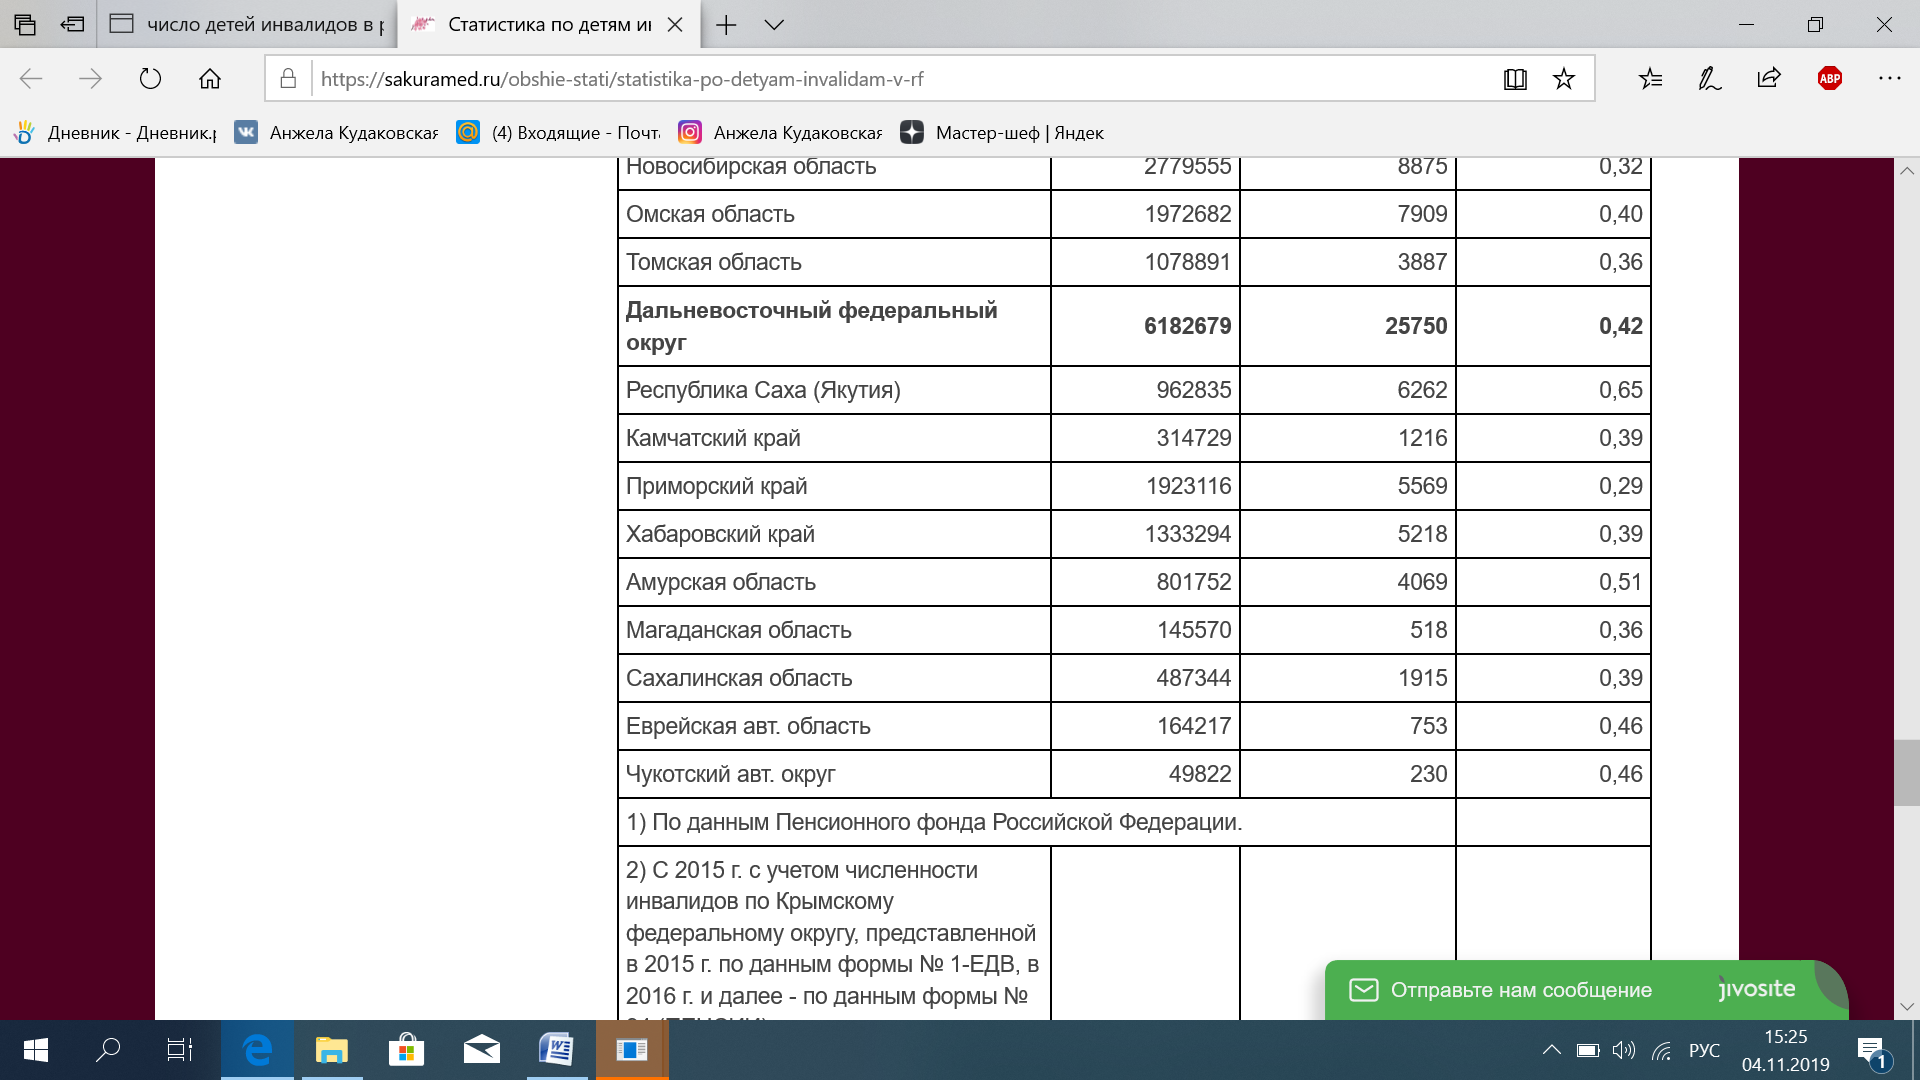 число детей инвалидов в р
Статистика по детям ин
https://sakuramed.ru/obshie-stati/statistika-po-detyam-invalidam-v-rf
ABP
Дневник - Дневник.р
Анжела Кудаковская
(4) Входящие - Почта
Анжела Кудаковская
Мастер-шеф | Яндек
Новосибирская область 2779555 8875 0,32
Омская область 1972682 7909 0,40
Томская область 1078891 3887 0,36
Дальневосточный федеральный
округ 6182679 25750 0,42
Республика Саха (Якутия) 962835 6262 0,65
Камчатский край 314729 1216 0,39
Приморский край 1923116 5569 0,29
Хабаровский край 1333294 5218 0,39
Амурская область 801752 4069 0,51
Магаданская область 145570 518 0,36
Сахалинская область 487344 1915 0,39
Еврейская авт. область 164217 753 0,46
Чукотский авт. округ 49822 230 0,46
1) По данным Пенсионного фонда Российской Федерации.
2) С 2015 г. с учетом численности
инвалидов по Крымскому
федеральному округу, представленной
в 2015 г. по данным формы № 1-ЕДВ, в
2016 г. и далее - по данным формы №
Отправьте нам сообщение
jivosite
РУС
15:25
04.11.2019
1